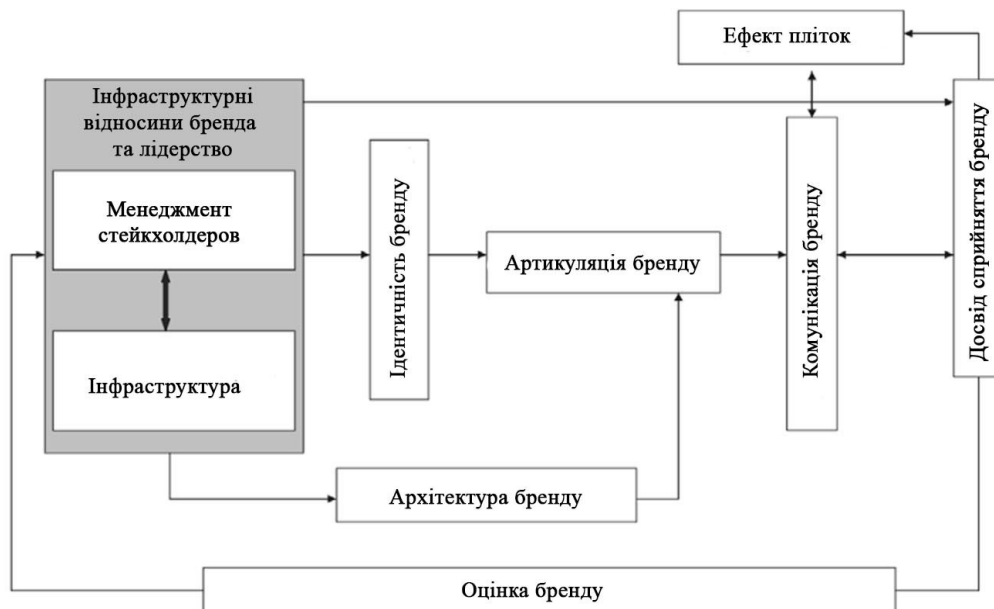 Ефект пліток
Інфраструктурні
відносини бренда
та лідерство
Менеджмент
стейкхолдеров
Інфраструктура
Ідентичність бренду
Артикуляція бренду
Комунікація бренду
Досвід сприйняття бренду
Архітектура бренду
Оцінка бренду